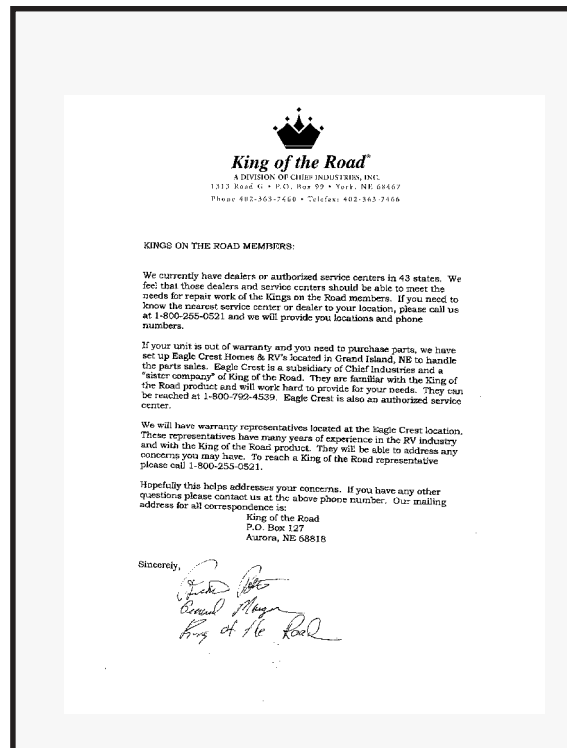 King of the Road®
A DIVISION OF CHIEF INDUSTRIES, INC.
1313 Road G • P.O. Box 99 • York, NE 68467
Phone 402-363-7460 • Telefax: 402-363-7466
KINGS ON THE ROAD MEMBERS:
We currently have dealers or authorized service centers in 43 states. We
feel that those dealers and service centers should be able to meet the
needs for repair work of the Kings on the Road members. If you need to
know the nearest service center or dealer to your location, please call us
at 1-800-255-0521 and we will provide you locations and phone
numbers.
If your unit is out of warranty and you need to purchase parts, we have
set up Eagle Crest Homes & RV's located in Grand Island, NE to handle
the parts sales. Eagle Crest is a subsidiary of Chief Industries and a
"sister company" of King of the Road. They are familiar with the King of
the Road product and will work hard to provide for your needs. They can
be reached at 1-800-792-4539. Eagle Crest is also an authorized service
center.
We will have warranty representatives located at the Eagle Crest location.
These representatives have many years of experience in the RV industry
and with the King of the Road product. They will be able to address any
concerns you may have. To reach a King of the Road representative
please call 1-800-255-0521.
Hopefully this helps addresses your concerns. If you have any other
questions please contact us at the above phone number. Our mailing
address for all correspondence is:
King of the Road
P.O. Box 127
Aurora, NE 68818
Sincerely,
General Manager
King of the Road